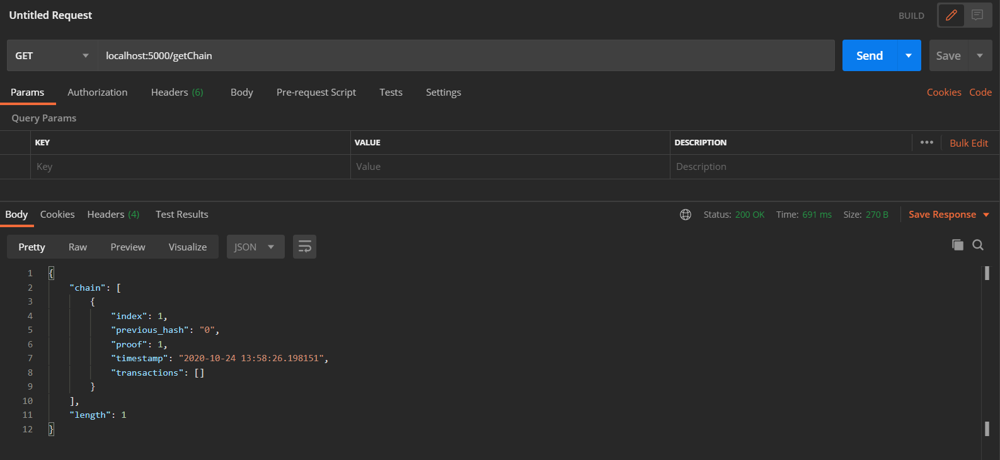 Untitled Request
BUILD
GET localhost:5000/getChain Send Save
Params Authorization Headers (6) Body Pre-request Script Tests Settings Cookies Code
Query Params
KEY VALUE DESCRIPTION ••• Bulk Edit
Key Value Description
Body Cookies Headers (4) Test Results Status: 200 OK Time: 691 ms Size: 270 B Save Response
Pretty Raw Preview Visualize JSON
1 {
2 "chain": [
3 {
4 "index": 1,
5 "previous_hash": "0",
6 "proof": 1,
7 "timestamp": "2020-10-24 13:58:26.198151",
8 "transactions": []
9 }
10 ],
11 "length": 1
12 }